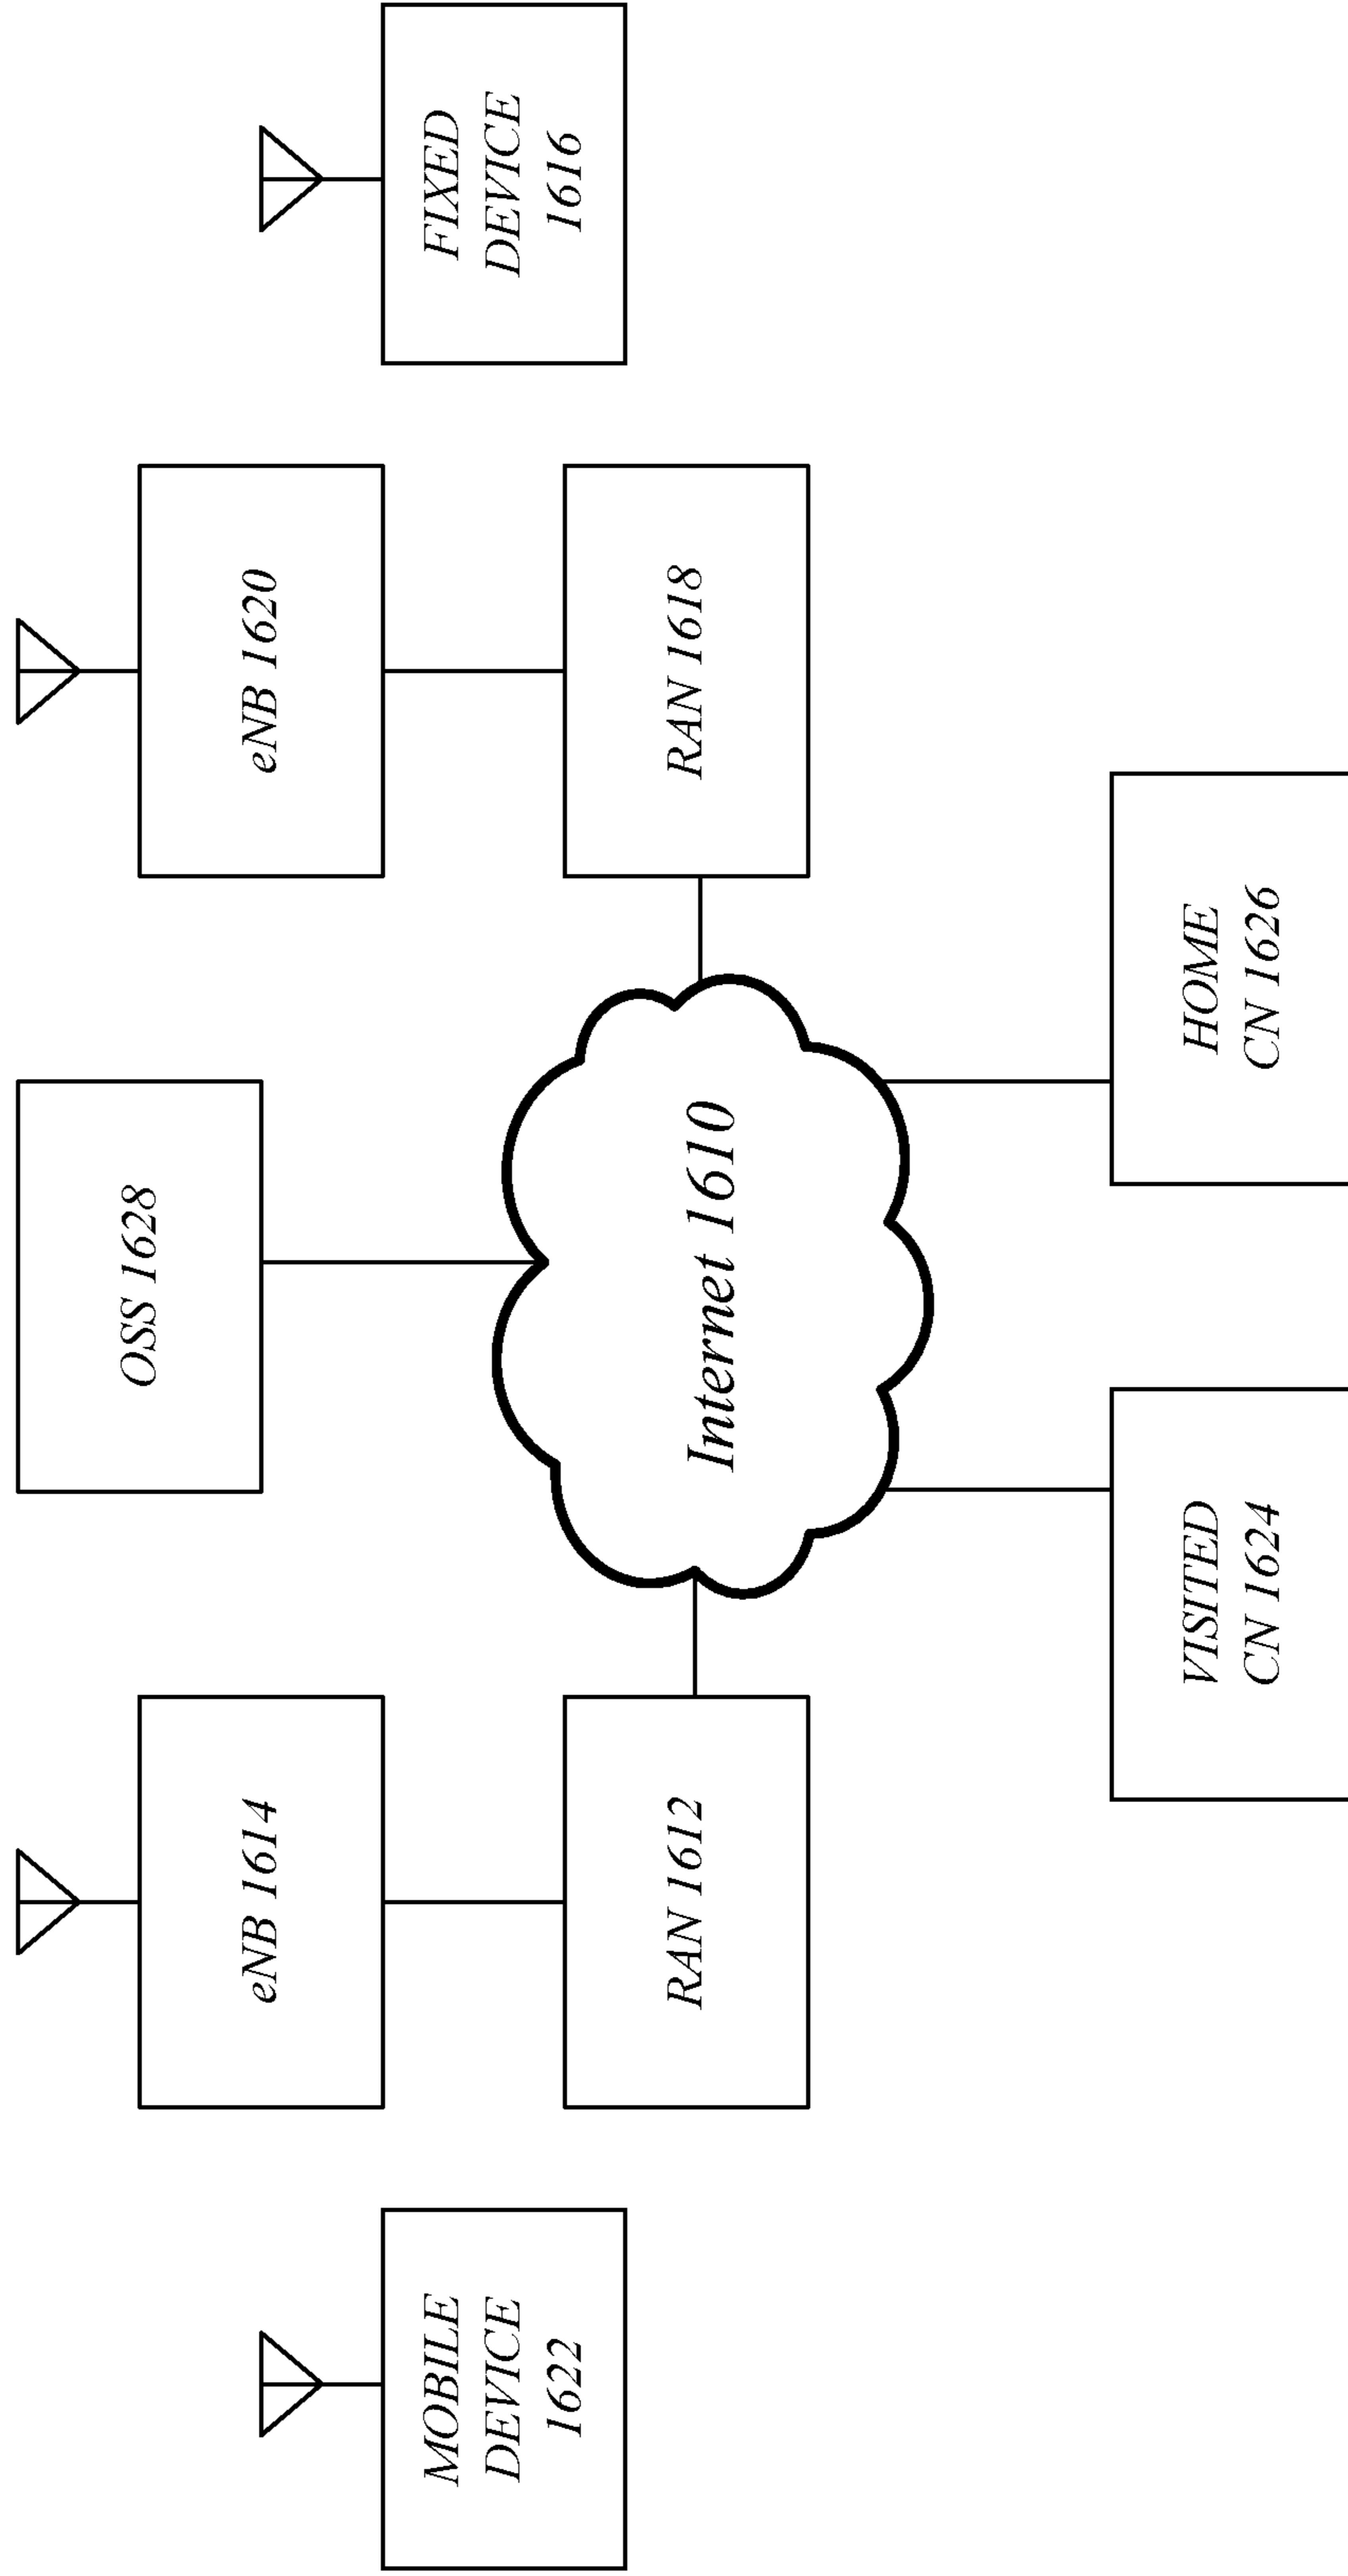 OSS 1628
eNB 1614
eNB 1620
MOBILE
DEVICE
1622
FIXED
DEVICE
1616
RAN 1612
Internet 1610
RAN 1618
VISITED
CN 1624
HOME
CN 1626